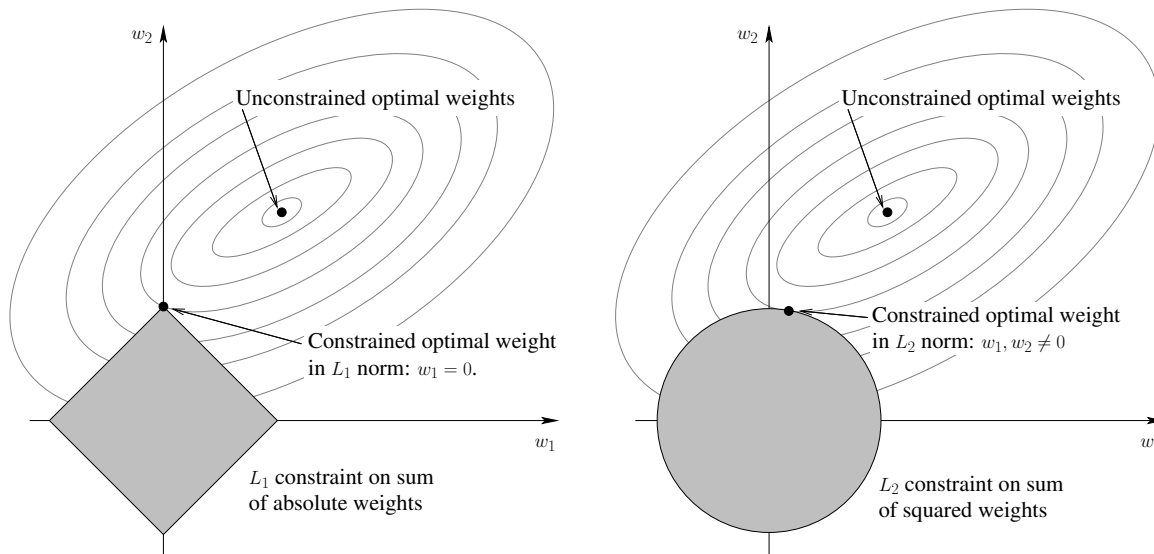 w₂
Unconstrained optimal weights
Constrained optimal weight
in L₁ norm: w₁ = 0.
w₁
L₁ constraint on sum
of absolute weights
w₂
Unconstrained optimal weights
Constrained optimal weight
in L₂ norm: w₁, w₂ ≠ 0
w
L₂ constraint on sum
of squared weights